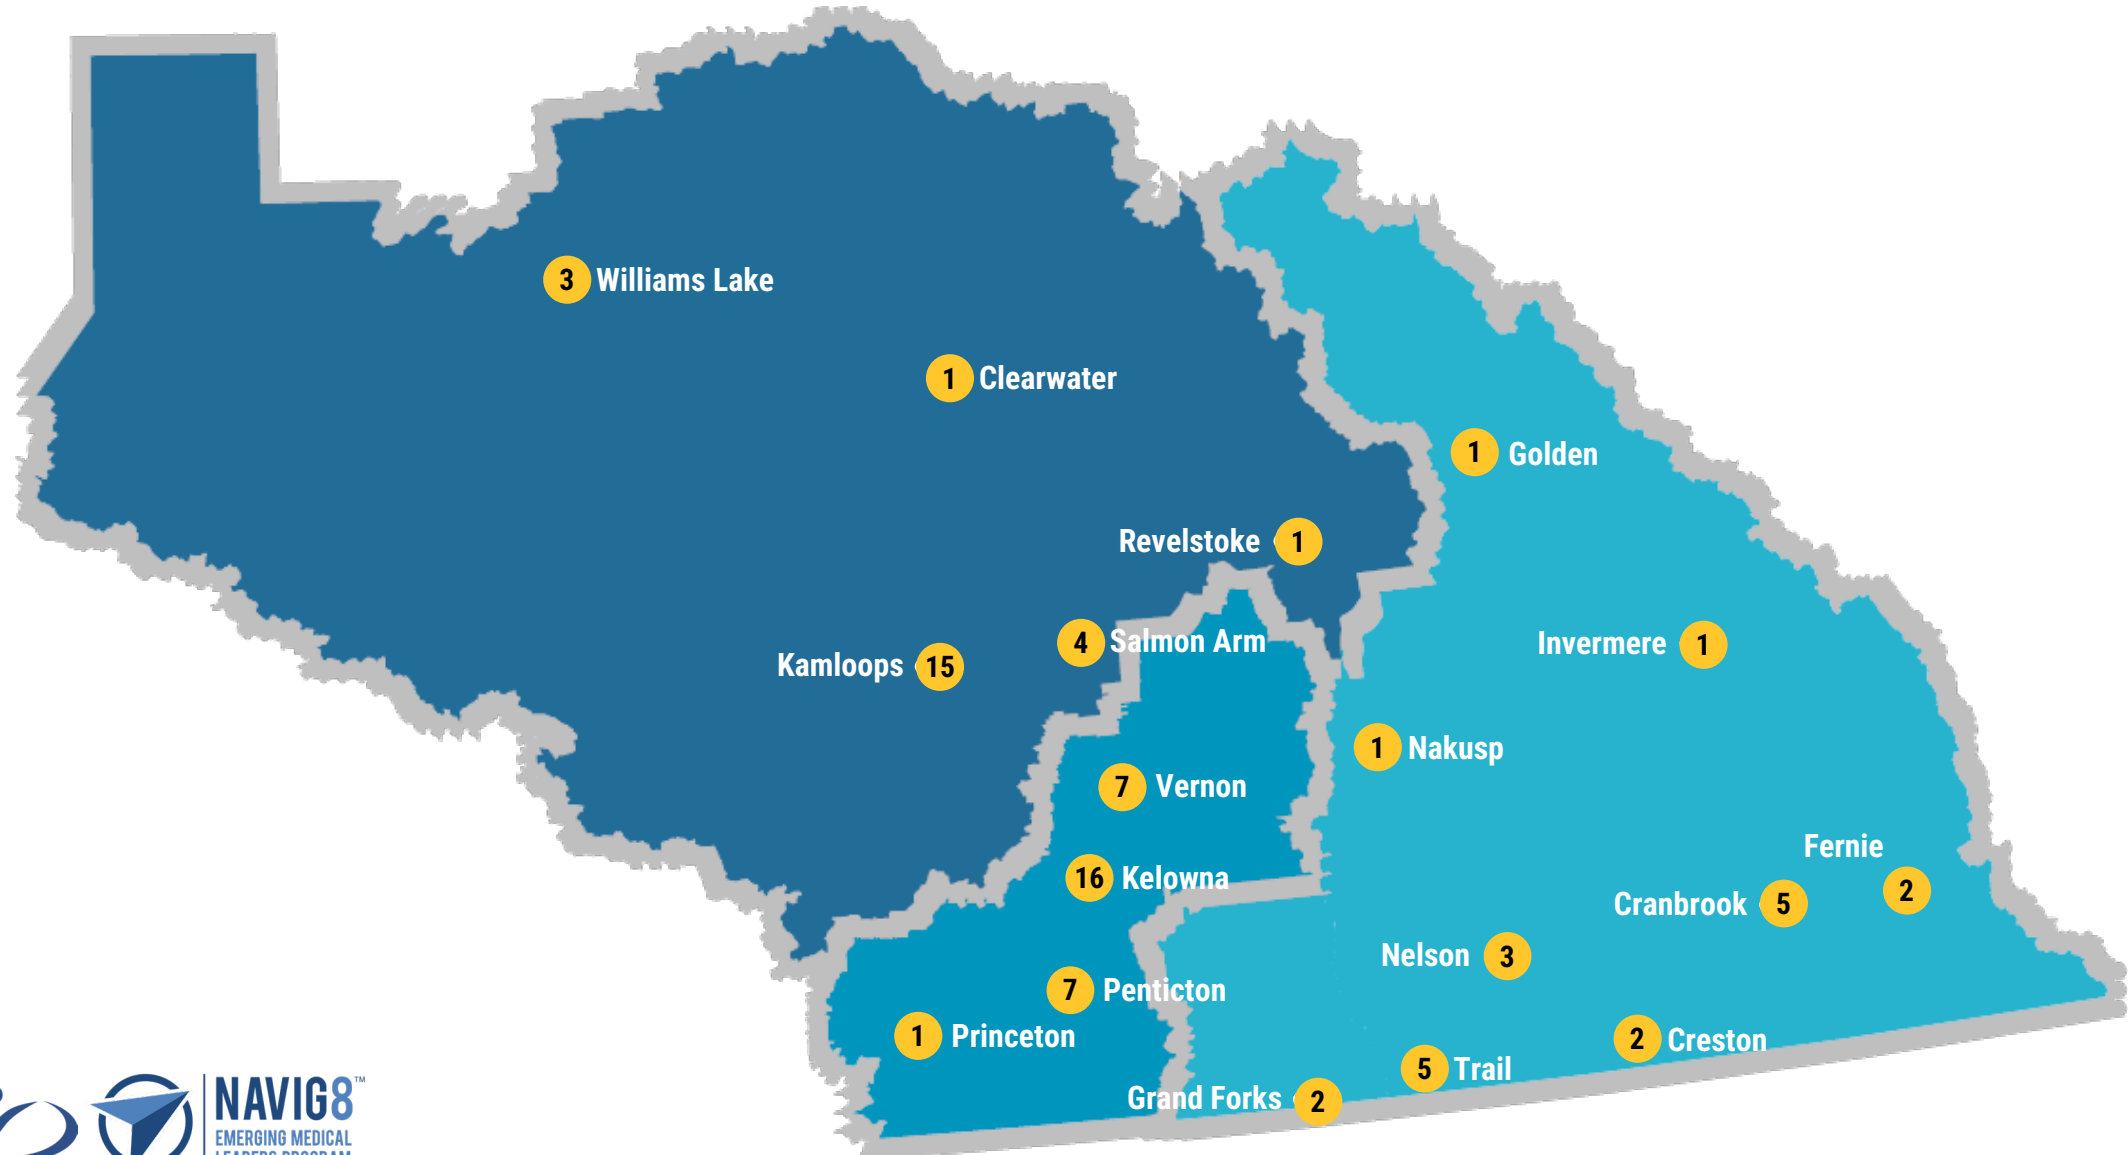 3 Williams Lake
1 Clearwater
1 Golden
Revelstoke 1
4 Salmon Arm
Invermere 1
Kamloops 15
1 Nakusp
7 Vernon
Fernie
2
16 Kelowna
Cranbrook 5
Nelson 3
7 Penticton
1 Princeton
2 Creston
5 Trail
Grand Forks 2
NAVIG8™
EMERGING MEDICAL
LEADERS PROGRAM